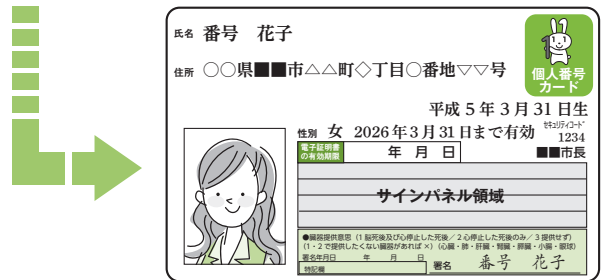 氏名 番号 花子
住所 〇〇県■■市△△町◇丁目〇番地▽▽号
個人番号
カード
平成5年3月31日生
性別 女 2026年3月31日まで有効
セキュリティコード
1234
電子証明書
の有効期限
年 月 日
■■市長
サインパネル領域
●臓器提供意思(1 脳死後及び心停止した死後/2 心停止した死後のみ/3 提供せず)
(1・2で提供したくない臓器があれば×)(心臓・肺・肝臓・腎臓・膵臓・小腸・眼球)
署名年月日 年 月 日
特記欄
署名 番号 花子